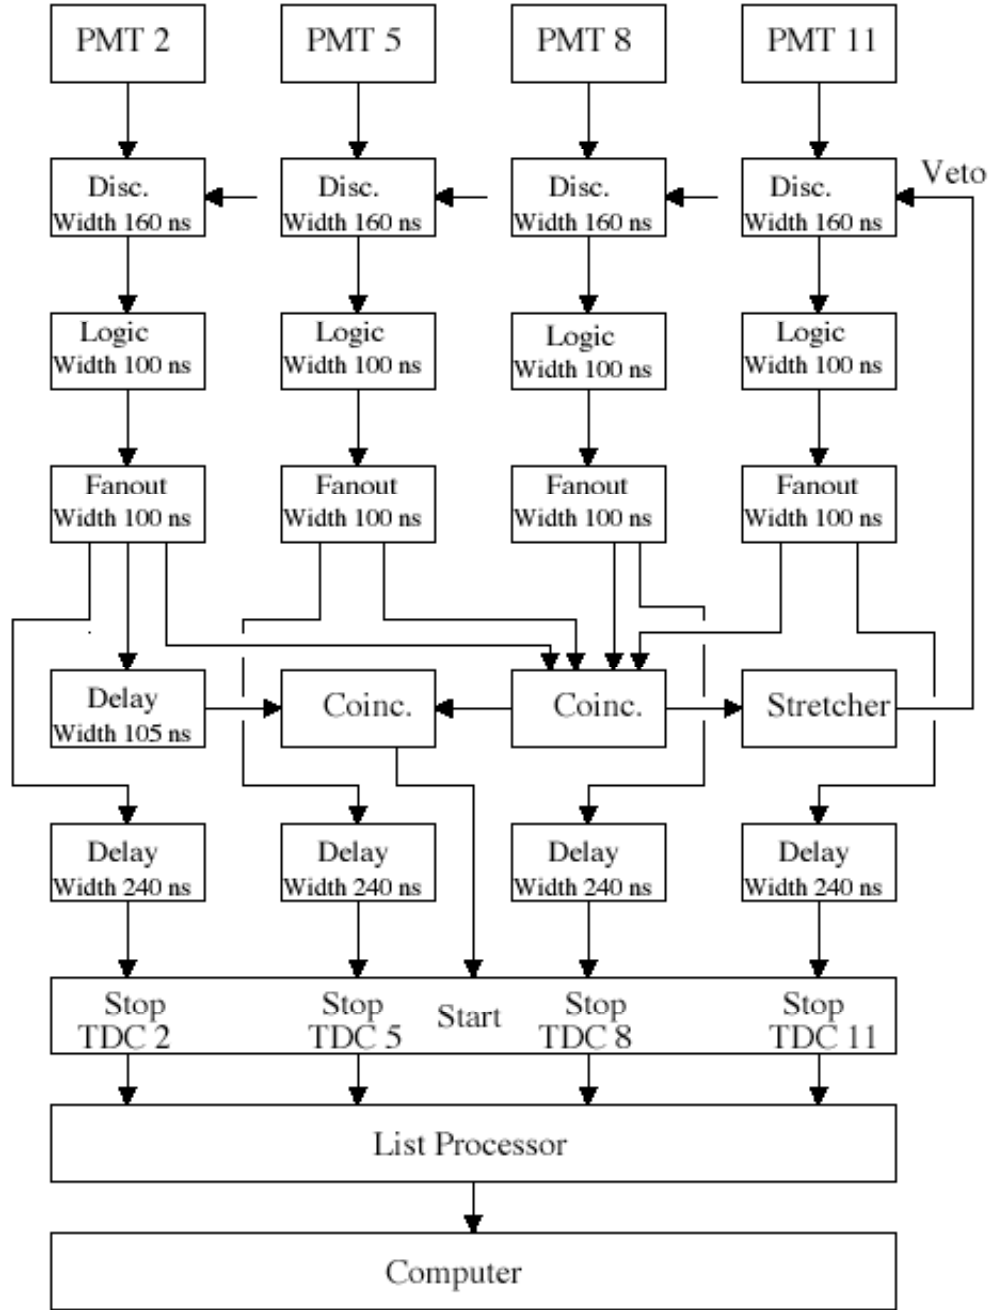 PMT 2
PMT 5
PMT 8
PMT 11
Veto
Disc.
Width 160 ns
Disc.
Width 160 ns
Disc.
Width 160 ns
Disc.
Width 160 ns
Logic
Width 100 ns
Logic
Width 100 ns
Logic
Width 100 ns
Logic
Width 100 ns
Fanout
Width 100 ns
Fanout
Width 100 ns
Fanout
Width 100 ns
Fanout
Width 100 ns
Delay
Width 105 ns
Coinc.
Coinc.
Stretcher
Delay
Width 240 ns
Delay
Width 240 ns
Delay
Width 240 ns
Delay
Width 240 ns
Stop
TDC 2
Stop
TDC 5
Start
Stop
TDC 8
Stop
TDC 11
List Processor
Computer